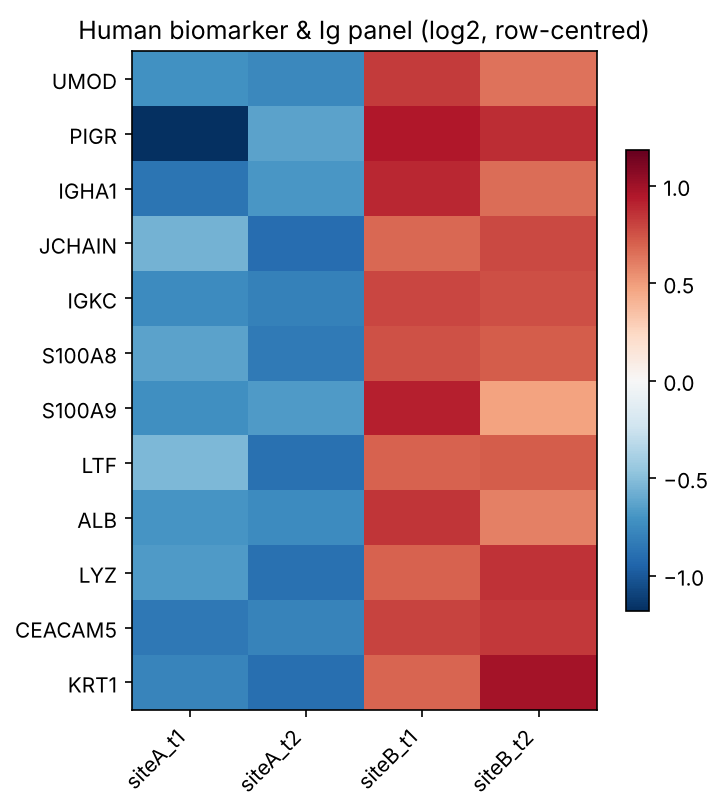 Human biomarker & Ig panel (log2, row-centred)
UMOD
PIGR
IGHA1
JCHAIN
IGKC
S100A8
S100A9
LTF
ALB
LYZ
CEACAM5
KRT1
siteA_t1
siteA_t2
siteB_t1
siteB_t2
1.0
0.5
0.0
−0.5
−1.0